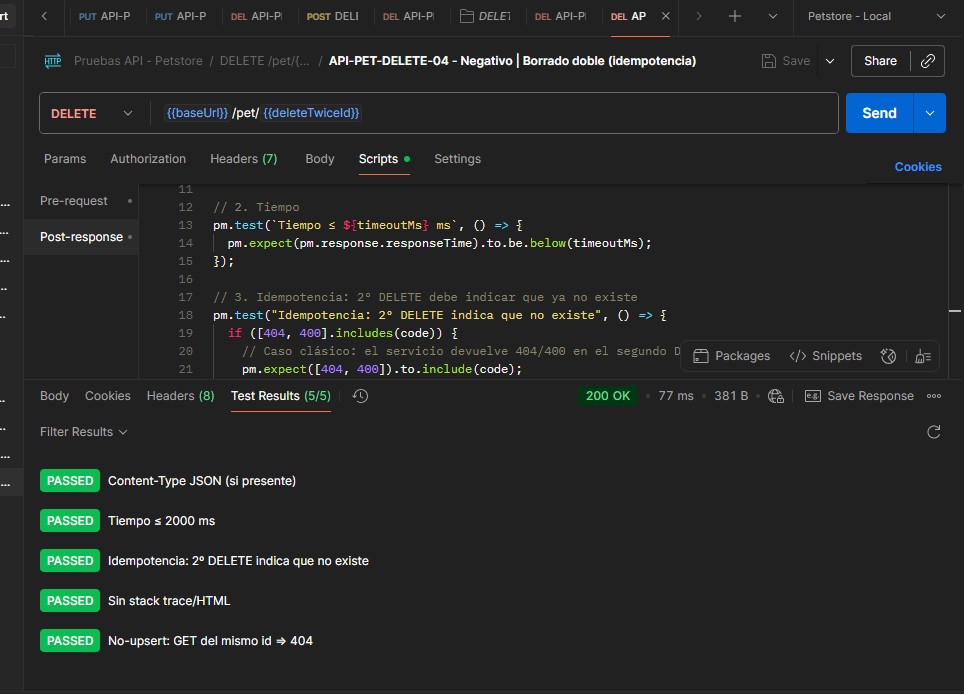 rt
PUT API-P
PUT API-P
DEL API-P
POST DELI
DEL API-P
DELET
DEL API-P
DEL AP
Petstore - Local
HTTP
Pruebas API - Petstore / DELETE /pet/{... / API-PET-DELETE-04 - Negativo | Borrado doble (idempotencia)
Save
Share
DELETE
{{baseUrl}} /pet/ {{deleteTwiceId}}
Send
Params Authorization Headers (7) Body Scripts Settings
Cookies
Pre-request
Post-response
11
12 // 2. Tiempo
13 pm.test(`Tiempo ≤ ${timeoutMs} ms`, () => {
14 pm.expect(pm.response.responseTime).to.be.below(timeoutMs);
15 });
16
17 // 3. Idempotencia: 2º DELETE debe indicar que ya no existe
18 pm.test("Idempotencia: 2º DELETE indica que no existe", () => {
19 if ([404, 400].includes(code)) {
20 // Caso clásico: el servicio devuelve 404/400 en el segundo D
21 pm.expect([404, 400]).to.include(code);
Packages
Snippets
Body Cookies Headers (8) Test Results (5/5)
200 OK • 77 ms • 381 B
e.g. Save Response
Filter Results
PASSED Content-Type JSON (si presente)
PASSED Tiempo ≤ 2000 ms
PASSED Idempotencia: 2º DELETE indica que no existe
PASSED Sin stack trace/HTML
PASSED No-upsert: GET del mismo id => 404